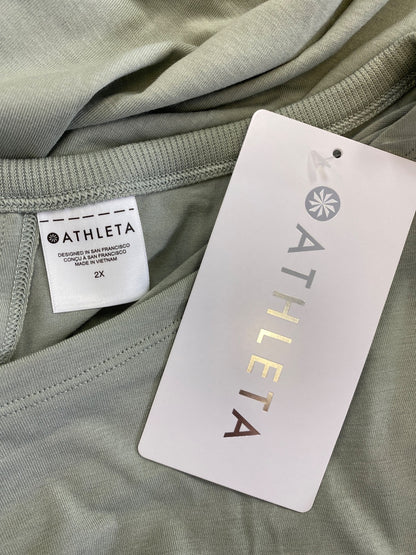 ATHLETA
DESIGNED IN SAN FRANCISCO
CONÇU A SAN FRANCISCO
MADE IN VIETNAM
2X
ATHLETA